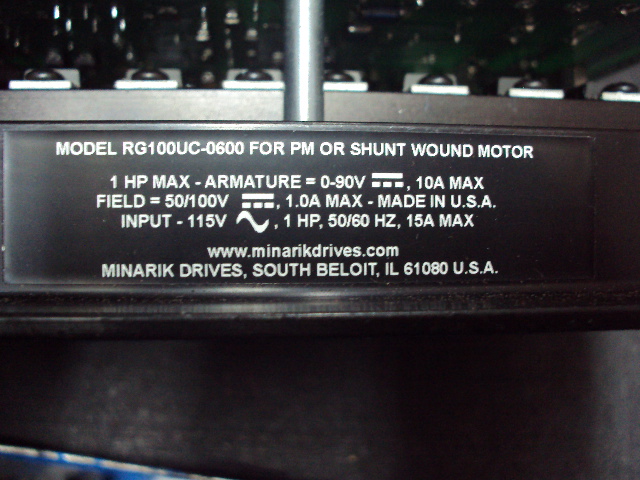 MODEL RG100UC-0600 FOR PM OR SHUNT WOUND MOTOR
1 HP MAX - ARMATURE = 0-90V ⎓, 10A MAX
FIELD = 50/100V ⎓, 1.0A MAX - MADE IN U.S.A.
INPUT - 115V ∿, 1 HP, 50/60 HZ, 15A MAX
www.minarikdrives.com
MINARIK DRIVES, SOUTH BELOIT, IL 61080 U.S.A.